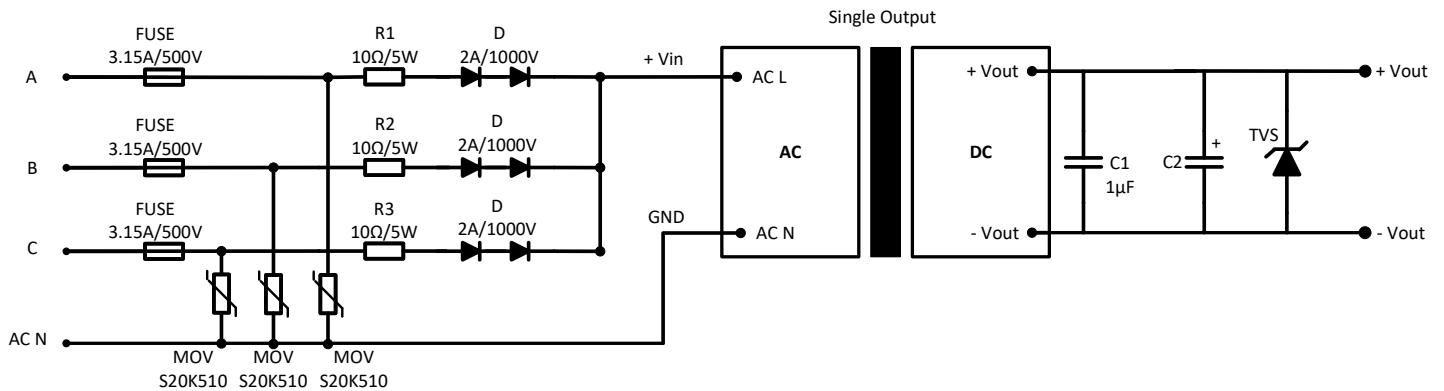 Single Output
FUSE
3.15A/500V
R1
10Ω/5W
D
2A/1000V
A
+ Vin
AC L
+ Vout
+ Vout
FUSE
3.15A/500V
R2
10Ω/5W
D
2A/1000V
B
AC
DC
C1
1µF
C2
+
TVS
FUSE
3.15A/500V
R3
10Ω/5W
D
2A/1000V
C
GND
AC N
- Vout
- Vout
AC N
MOV
S20K510
MOV
S20K510
MOV
S20K510